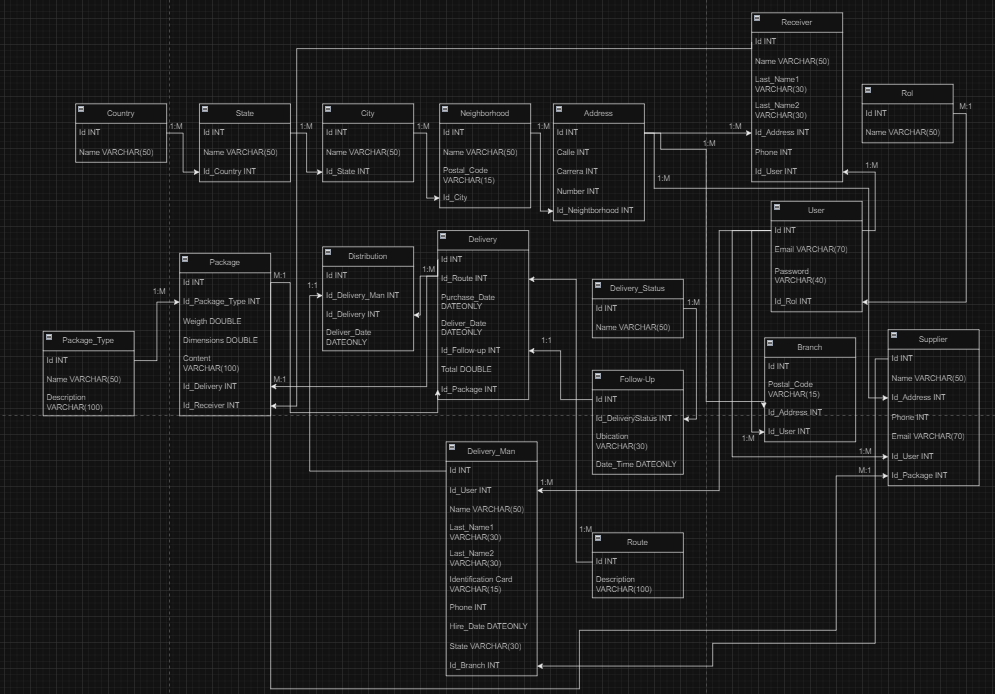 Receiver
Id INT
Name VARCHAR(50)
Last_Name1
VARCHAR(30)
Last_Name2
VARCHAR(30)
Id_Address INT
Phone INT
Id_User INT
Rol
Id INT
Name VARCHAR(50)
M:1
Country
Id INT
Name VARCHAR(50)
1:M
State
Id INT
Name VARCHAR(50)
Id_Country INT
1:M
City
Id INT
Name VARCHAR(50)
Id_State INT
1:M
Neighborhood
Id INT
Name VARCHAR(50)
Postal_Code
VARCHAR(15)
Id_City
1:M
Address
Id INT
Calle INT
Carrera INT
Number INT
Id_Neightborhood INT
1:M
1:M
1:M
1:M
User
Id INT
Email VARCHAR(70)
Password
VARCHAR(40)
Id_Rol INT
Package
Id INT
Id_Package_Type INT
Weigth DOUBLE
Dimensions DOUBLE
Content
VARCHAR(100)
Id_Delivery INT
Id_Receiver INT
M:1
M:1
1:M
Package_Type
Id INT
Name VARCHAR(50)
Description
VARCHAR(100)
Distribution
Id INT
Id_Delivery_Man INT
Id_Delivery INT
Deliver_Date
DATEONLY
1:1
1:M
Delivery
Id INT
Id_Route INT
Purchase_Date
DATEONLY
Deliver_Date
DATEONLY
Id_Follow-up INT
Total DOUBLE
Id_Package INT
1:1
Delivery_Status
Id INT
Name VARCHAR(50)
1:M
Follow-Up
Id INT
Id_DeliveryStatus INT
Ubication
VARCHAR(30)
Date_Time DATEONLY
Branch
Id INT
Postal_Code
VARCHAR(15)
Id_Address INT
Id_User INT
1:M
Supplier
Id INT
Name VARCHAR(50)
Id_Address INT
Phone INT
Email VARCHAR(70)
Id_User INT
Id_Package INT
1:M
M:1
Delivery_Man
Id INT
Id_User INT
Name VARCHAR(50)
Last_Name1
VARCHAR(30)
Last_Name2
VARCHAR(30)
Identification Card
VARCHAR(15)
Phone INT
Hire_Date DATEONLY
State VARCHAR(30)
Id_Branch INT
1:M
1:M
Route
Id INT
Description
VARCHAR(100)